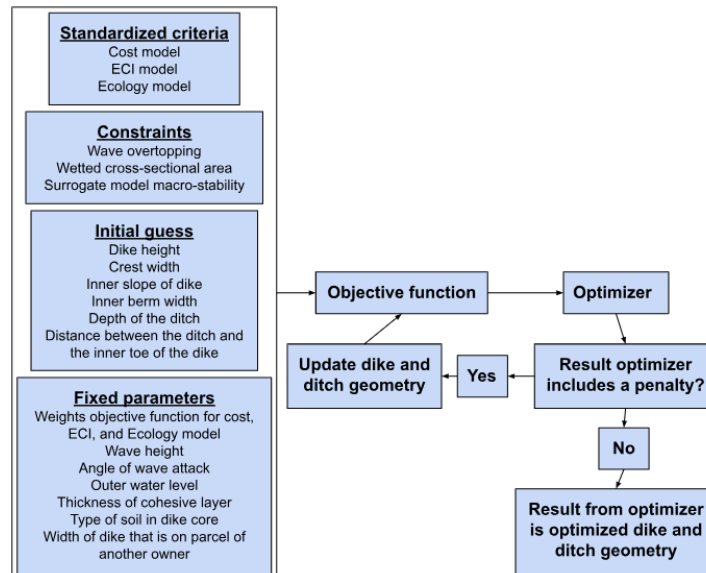 Standardized criteria
Cost model
ECI model
Ecology model
Constraints
Wave overtopping
Wetted cross-sectional area
Surrogate model macro-stability
Initial guess
Dike height
Crest width
Inner slope of dike
Inner berm width
Depth of the ditch
Distance between the ditch and
the inner toe of the dike
Fixed parameters
Weights objective function for cost,
ECI, and Ecology model
Wave height
Angle of wave attack
Outer water level
Thickness of cohesive layer
Type of soil in dike core
Width of dike that is on parcel of
another owner
Objective function
Optimizer
Update dike and
ditch geometry
Yes
Result optimizer
includes a penalty?
No
Result from optimizer
is optimized dike and
ditch geometry